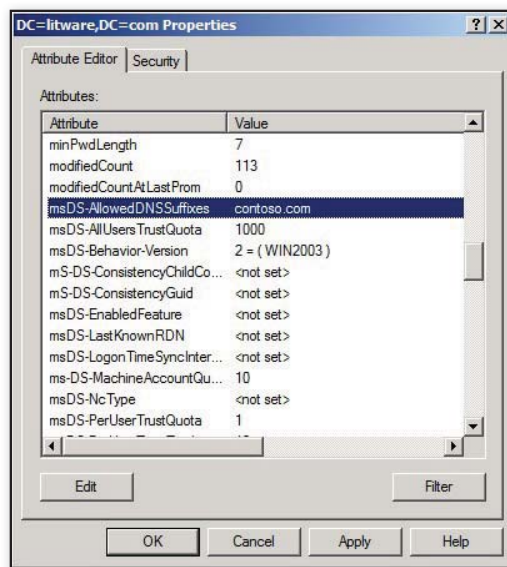 DC=litware,DC=com Properties
Attribute Editor
Security
Attributes:
Attribute Value
minPwdLength 7
modifiedCount 113
modifiedCountAtLastProm 0
msDS-AllowedDNSSuffixes contoso.com
msDS-AllUsersTrustQuota 1000
msDS-Behavior-Version 2 = ( WIN2003 )
mS-DS-ConsistencyChildCo... <not set>
mS-DS-ConsistencyGuid <not set>
msDS-EnabledFeature <not set>
msDS-LastKnownRDN <not set>
msDS-LogonTimeSyncInter... <not set>
ms-DS-MachineAccountQu... 10
msDS-NcType <not set>
msDS-PerUserTrustQuota 1
Edit Filter
OK Cancel Apply Help